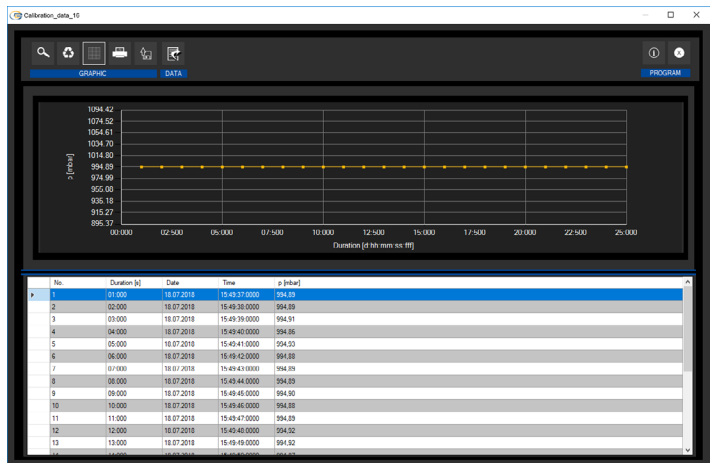 Calibration_data_16
GRAPHIC DATA PROGRAM
1094.42
1074.52
1054.61
1034.70
1014.80
994.89
974.99
955.08
935.18
915.27
895.37
p [mbar]
00:000 02:500 05:000 07:500 10:000 12:500 15:000 17:500 20:000 22:500 25:000
Duration [d:hh:mm:ss:fff]
No. Duration [s] Date Time p [mbar]
1 01:000 18.07.2018 15:49:37:0000 994,89
2 02:000 18.07.2018 15:49:38:0000 994,89
3 03:000 18.07.2018 15:49:39:0000 994,91
4 04:000 18.07.2018 15:49:40:0000 994,86
5 05:000 18.07.2018 15:49:41:0000 994,93
6 06:000 18.07.2018 15:49:42:0000 994,88
7 07:000 18.07.2018 15:49:43:0000 994,89
8 08:000 18.07.2018 15:49:44:0000 994,89
9 09:000 18.07.2018 15:49:45:0000 994,90
10 10:000 18.07.2018 15:49:46:0000 994,88
11 11:000 18.07.2018 15:49:47:0000 994,89
12 12:000 18.07.2018 15:49:48:0000 994,92
13 13:000 18.07.2018 15:49:49:0000 994,92